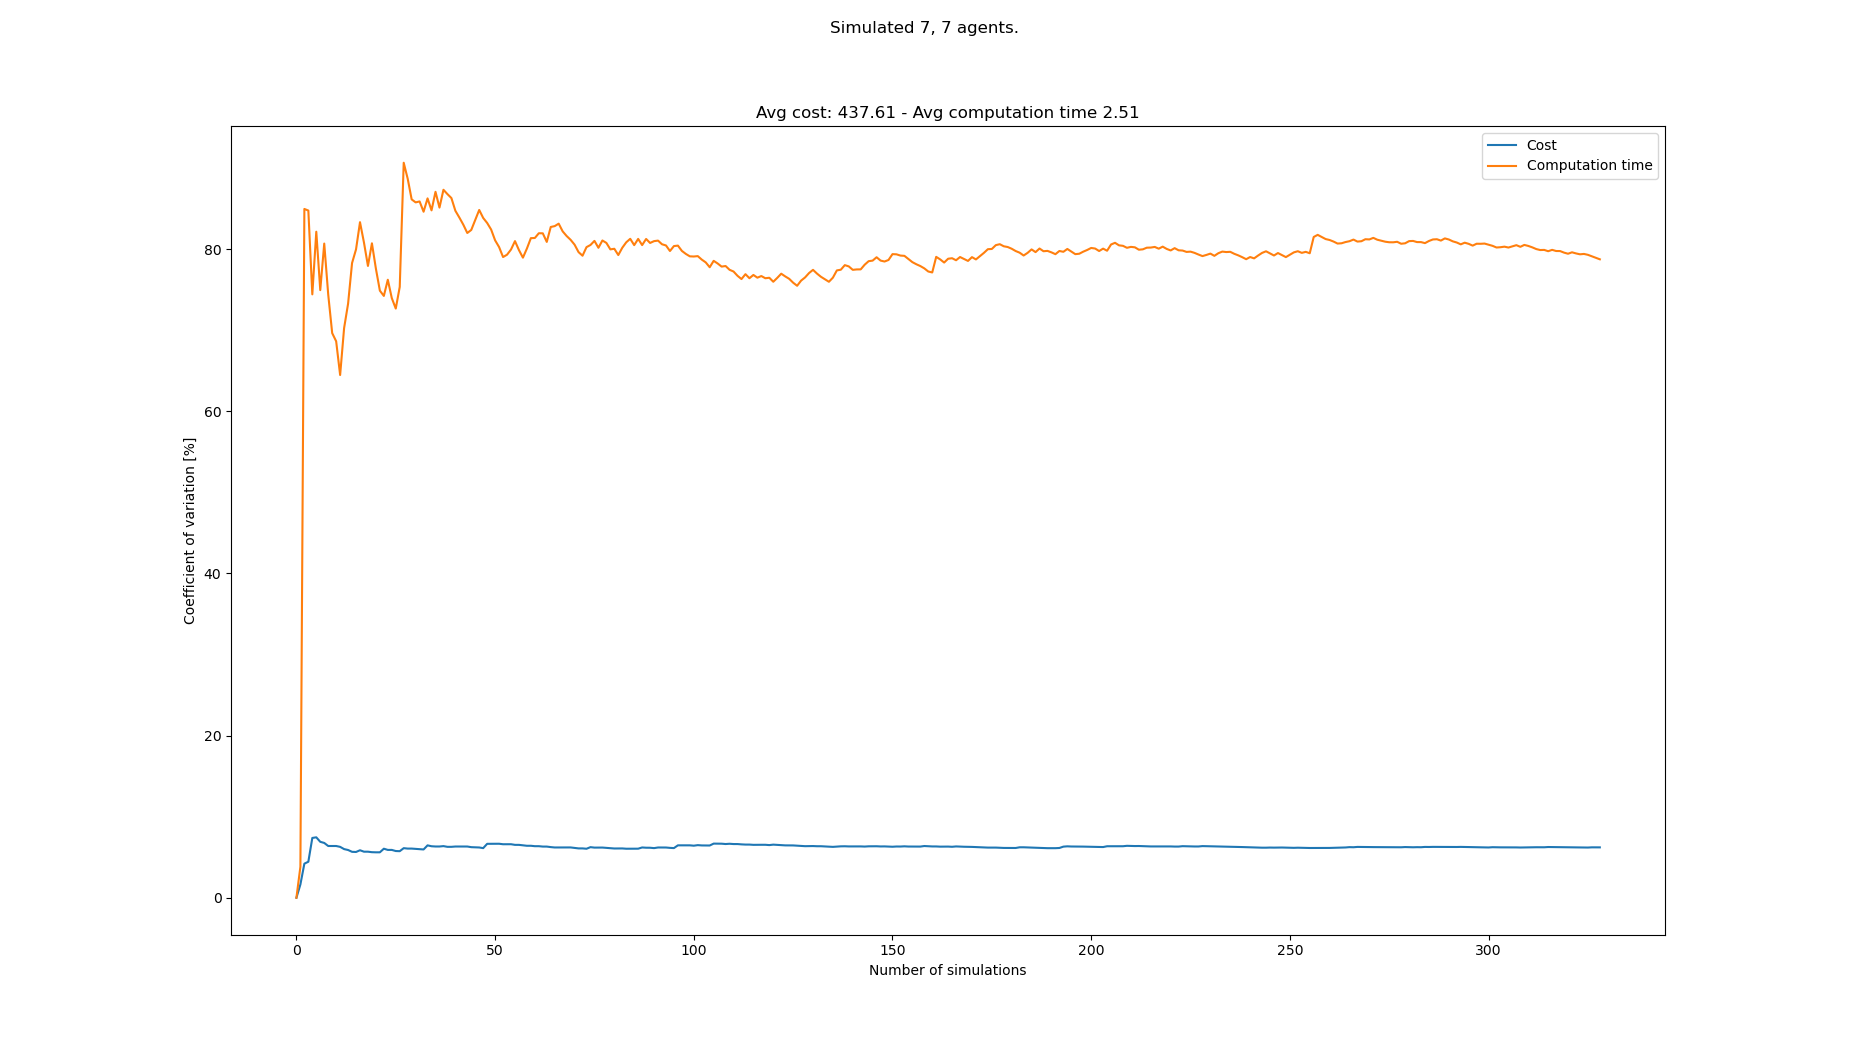 Simulated 7, 7 agents.
Avg cost: 437.61 - Avg computation time 2.51
Cost
Computation time
80
60
40
20
0
Coefficient of variation [%]
0 50 100 150 200 250 300
Number of simulations